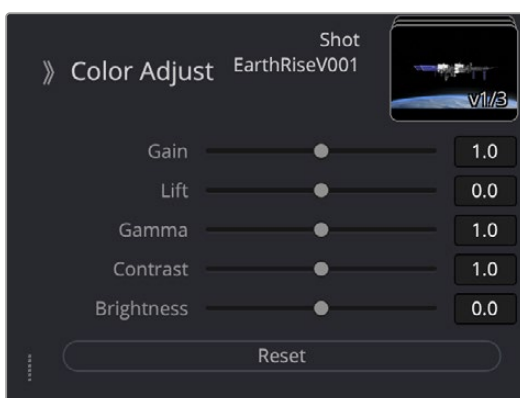 Shot
Color Adjust EarthRiseV001
v1/3
Gain 1.0
Lift 0.0
Gamma 1.0
Contrast 1.0
Brightness 0.0
Reset